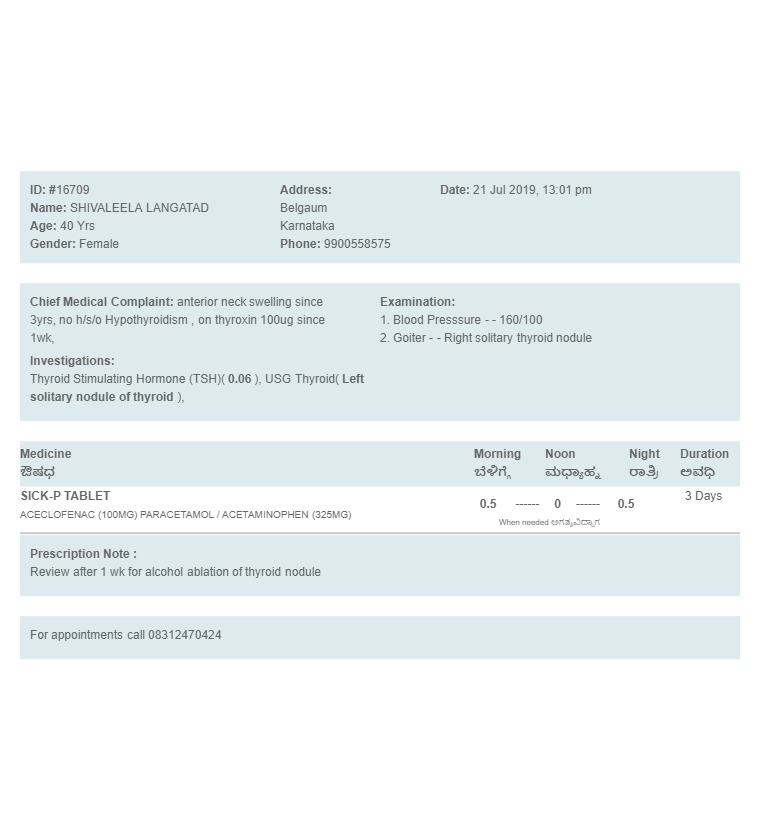 ID: #16709
Name: SHIVALEELA LANGATAD
Age: 40 Yrs
Gender: Female
Address:
Belgaum
Karnataka
Phone: 9900558575
Date: 21 Jul 2019, 13:01 pm
Chief Medical Complaint: anterior neck swelling since
3yrs, no h/s/o Hypothyroidism , on thyroxin 100ug since
1wk,
Investigations:
Thyroid Stimulating Hormone (TSH)( 0.06 ), USG Thyroid( Left
solitary nodule of thyroid ),
Examination:
1. Blood Presssure - - 160/100
2. Goiter - - Right solitary thyroid nodule
Medicine Morning Noon Night Duration
ಔಷಧ ಬೆಳಿಗ್ಗೆ ಮಧ್ಯಾಹ್ನ ರಾತ್ರಿ ಅವಧಿ
SICK-P TABLET 0.5 ------ 0 ------ 0.5 3 Days
ACECLOFENAC (100MG) PARACETAMOL / ACETAMINOPHEN (325MG)
When needed ಅಗತ್ಯವಿದ್ದಾಗ
Prescription Note :
Review after 1 wk for alcohol ablation of thyroid nodule
For appointments call 08312470424